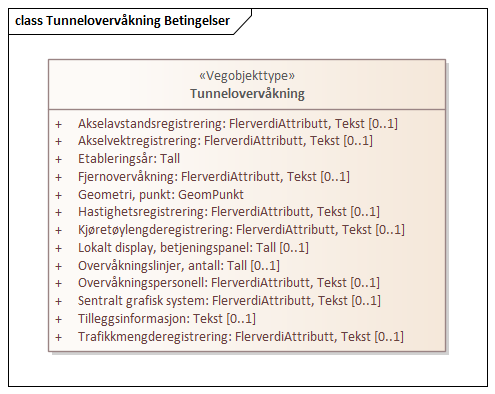 class Tunnelovervåkning Betingelser
«Vegobjekttype»
Tunnelovervåkning
+ Akselavstandsregistrering: FlerverdiAttributt, Tekst [0..1]
+ Akselvektregistrering: FlerverdiAttributt, Tekst [0..1]
+ Etableringsår: Tall
+ Fjernovervåkning: FlerverdiAttributt, Tekst [0..1]
+ Geometri, punkt: GeomPunkt
+ Hastighetsregistrering: FlerverdiAttributt, Tekst [0..1]
+ Kjøretøylengderegistrering: FlerverdiAttributt, Tekst [0..1]
+ Lokalt display, betjeningspanel: Tall [0..1]
+ Overvåkningslinjer, antall: Tall [0..1]
+ Overvåkningspersonell: FlerverdiAttributt, Tekst [0..1]
+ Sentralt grafisk system: FlerverdiAttributt, Tekst [0..1]
+ Tilleggsinformasjon: Tekst [0..1]
+ Trafikkmengderegistrering: FlerverdiAttributt, Tekst [0..1]